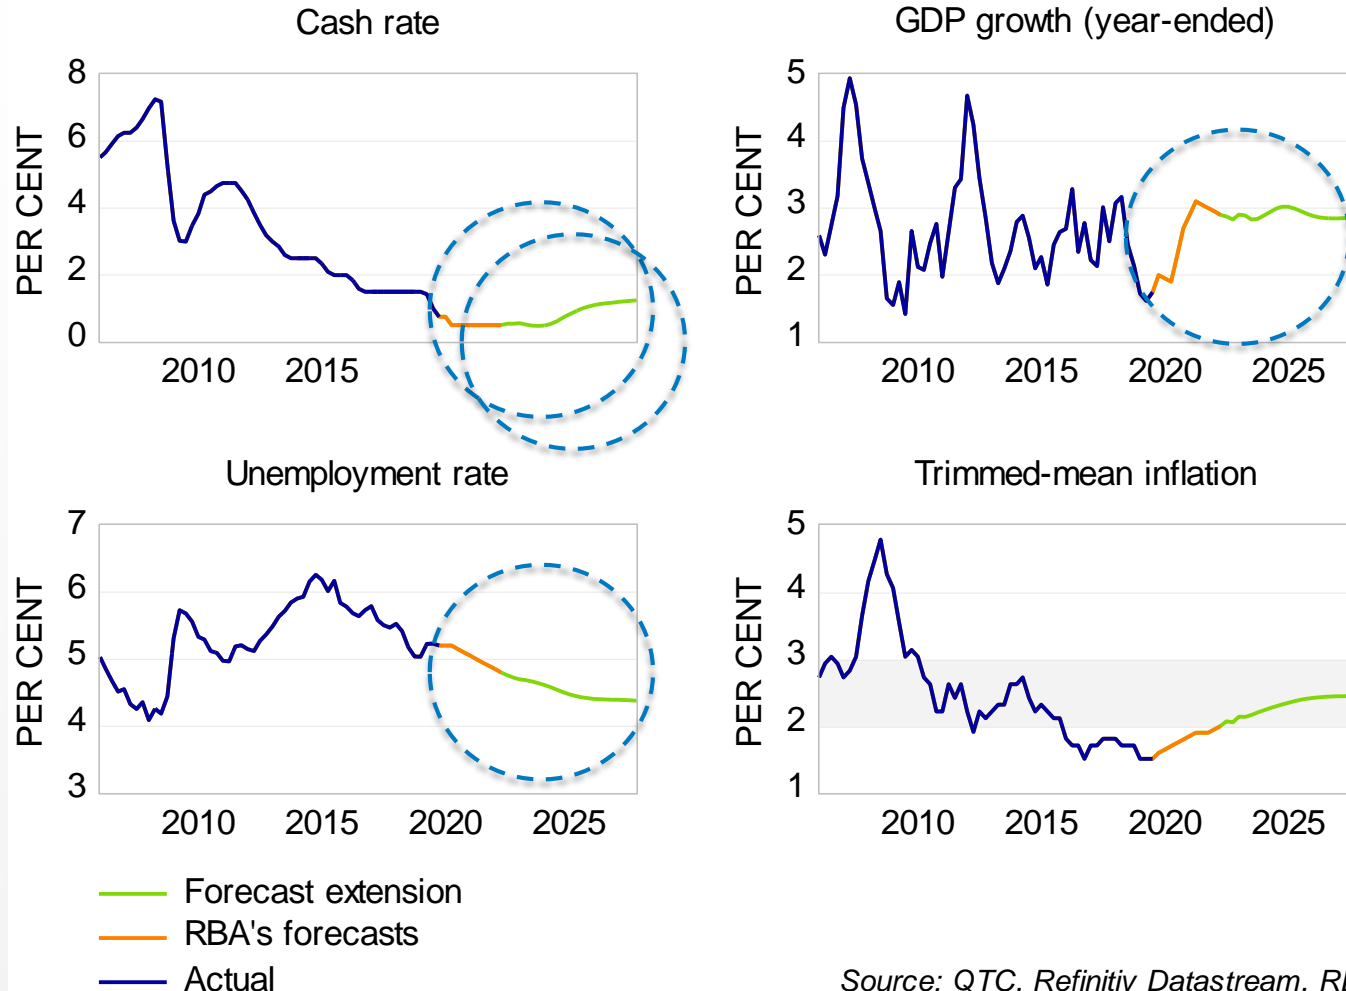 Cash rate
PER CENT
8
6
4
2
0
2010 2015
GDP growth (year-ended)
PER CENT
5
4
3
2
1
2010 2015 2020 2025
Unemployment rate
PER CENT
7
6
5
4
3
2010 2015 2020 2025
Trimmed-mean inflation
PER CENT
5
4
3
2
1
2010 2015 2020 2025
Forecast extension
RBA's forecasts
Actual
Source: QTC, Refinitiv Datastream,